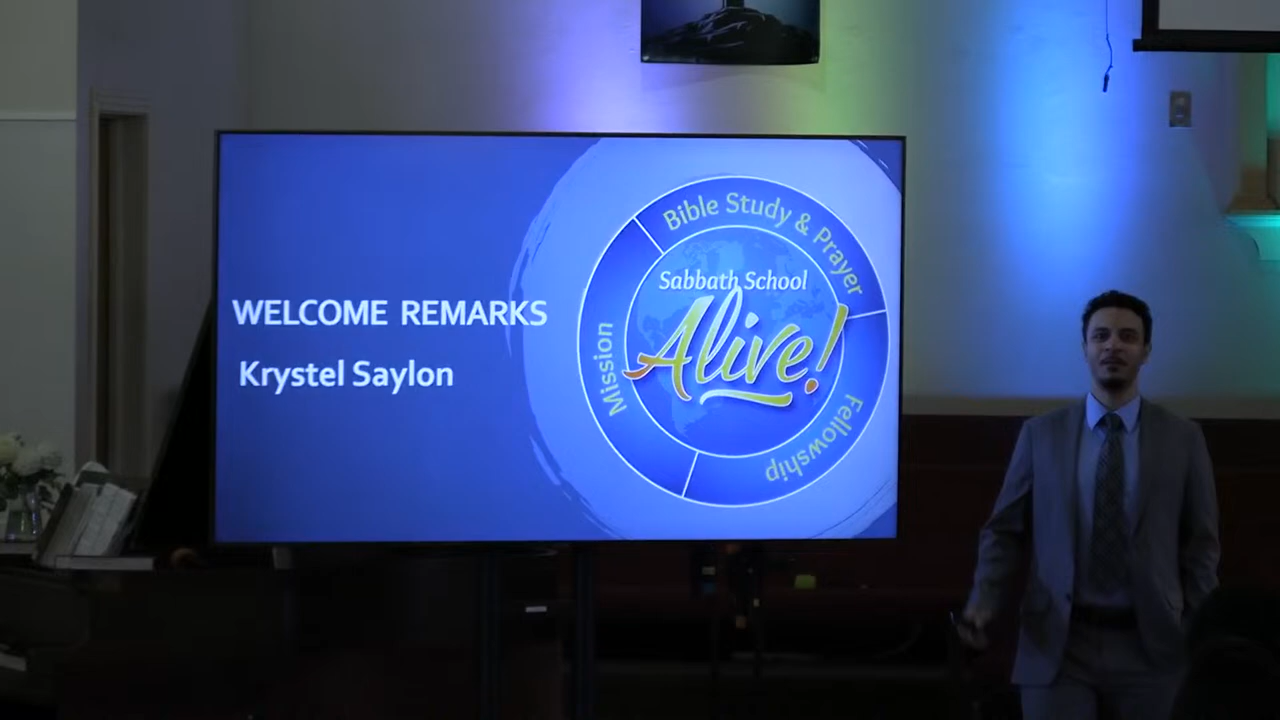 WELCOME REMARKS
Krystel Saylon
Bible Study & Prayer
Sabbath School
Alive!
Mission
Fellowship